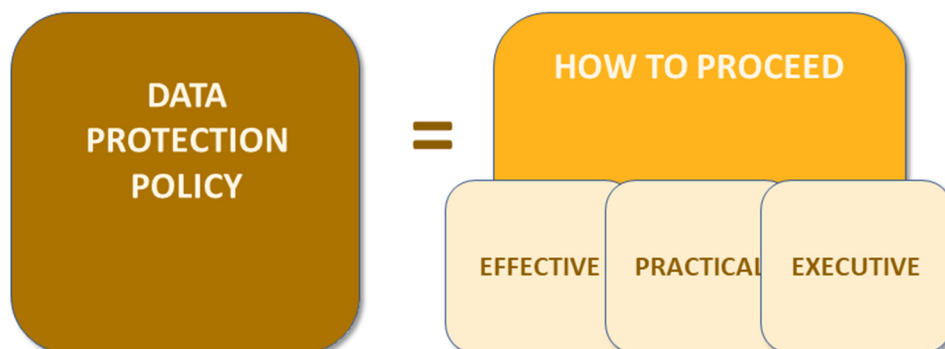 DATA
PROTECTION
POLICY
=
HOW TO PROCEED
EFFECTIVE
PRACTICAL
EXECUTIVE